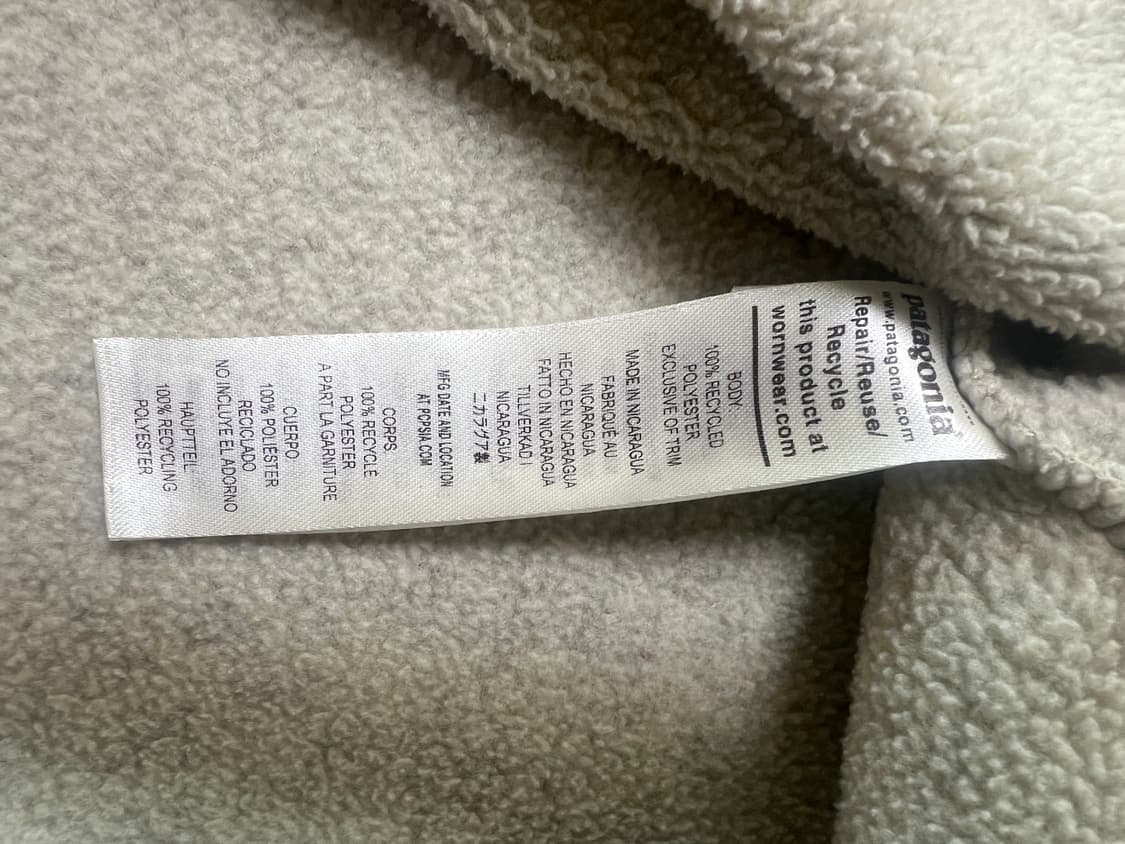 patagonia®
www.patagonia.com
Repair/Reuse/
Recycle
this product at
wornwear.com
BODY
100% RECYCLED
POLYESTER
EXCLUSIVE OF TRIM
MADE IN NICARAGUA
FABRIQUÉ AU
NICARAGUA
HECHO EN NICARAGUA
FATTO IN NICARAGUA
TILLVERKAD I
NICARAGUA
ニカラグア製
MFG DATE AND LOCATION
AT POPSIA.COM
CORPS
100% RECYCLÉ
POLYESTER
A PART LA GARNITURE
CUERPO
100% POLIESTER
RECICLADO
NO INCLUYE EL ADORNO
HAUPTTEIL
100% RECYCLING
POLYESTER